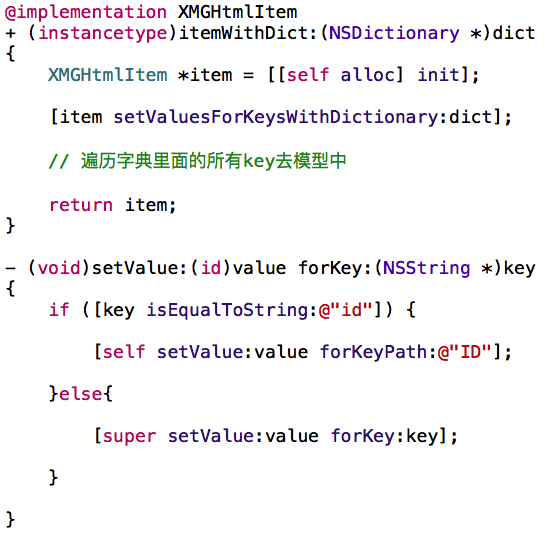 @implementation XMGHtmlItem
+ (instancetype)itemWithDict:(NSDictionary *)dict
{
    XMGHtmlItem *item = [[self alloc] init];
    [item setValuesForKeysWithDictionary:dict];
    // 遍历字典里面的所有key去模型中
    return item;
}
- (void)setValue:(id)value forKey:(NSString *)key
{
    if ([key isEqualToString:@"id"]) {
        [self setValue:value forKeyPath:@"ID"];
    }else{
        [super setValue:value forKey:key];
    }
}